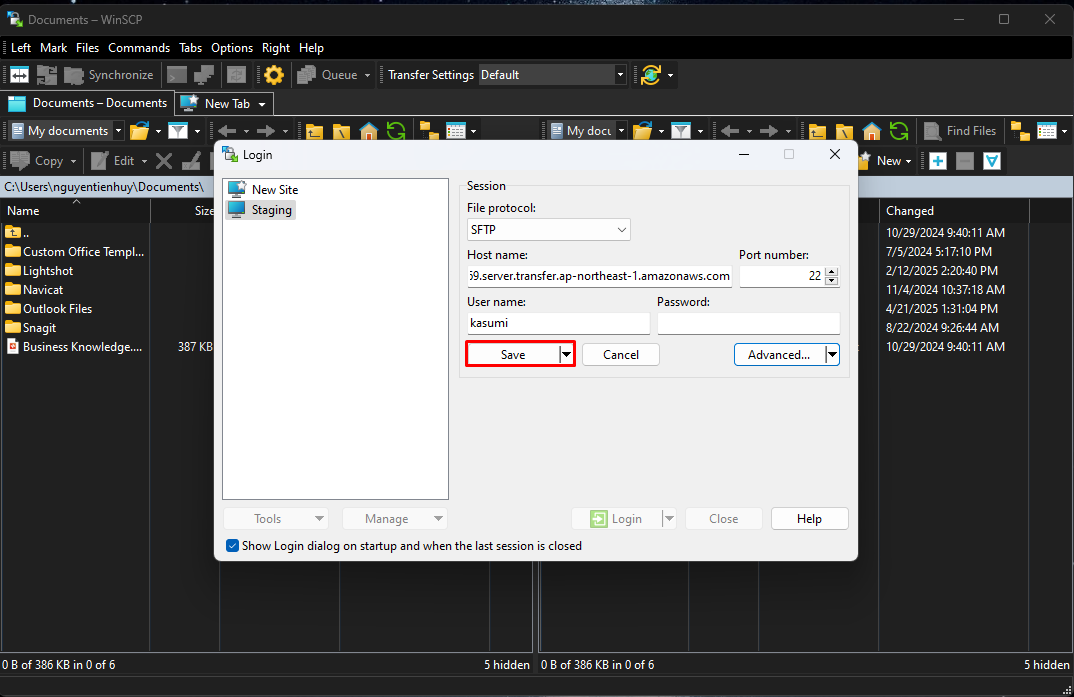 Documents – WinSCP
Left Mark Files Commands Tabs Options Right Help
Synchronize Queue Transfer Settings Default
Documents – Documents New Tab
My documents My docu Find Files
Copy Edit New
C:\Users\nguyentienhuy\Documents\
Name Size Changed
.. 10/29/2024 9:40:11 AM
Custom Office Templ... 7/5/2024 5:17:10 PM
Lightshot 2/12/2025 2:20:40 PM
Navicat 11/4/2024 10:37:18 AM
Outlook Files 4/21/2025 1:31:04 PM
Snagit 8/22/2024 9:26:44 AM
Business Knowledge.... 387 KB 10/29/2024 9:40:11 AM
Login
New Site
Staging
Session
File protocol:
SFTP
Host name: Port number:
59.server.transfer.ap-northeast-1.amazonaws.com 22
User name: Password:
kasumi
Save Cancel Advanced...
Tools Manage Login Close Help
Show Login dialog on startup and when the last session is closed
0 B of 386 KB in 0 of 6 5 hidden 0 B of 386 KB in 0 of 6 5 hidden